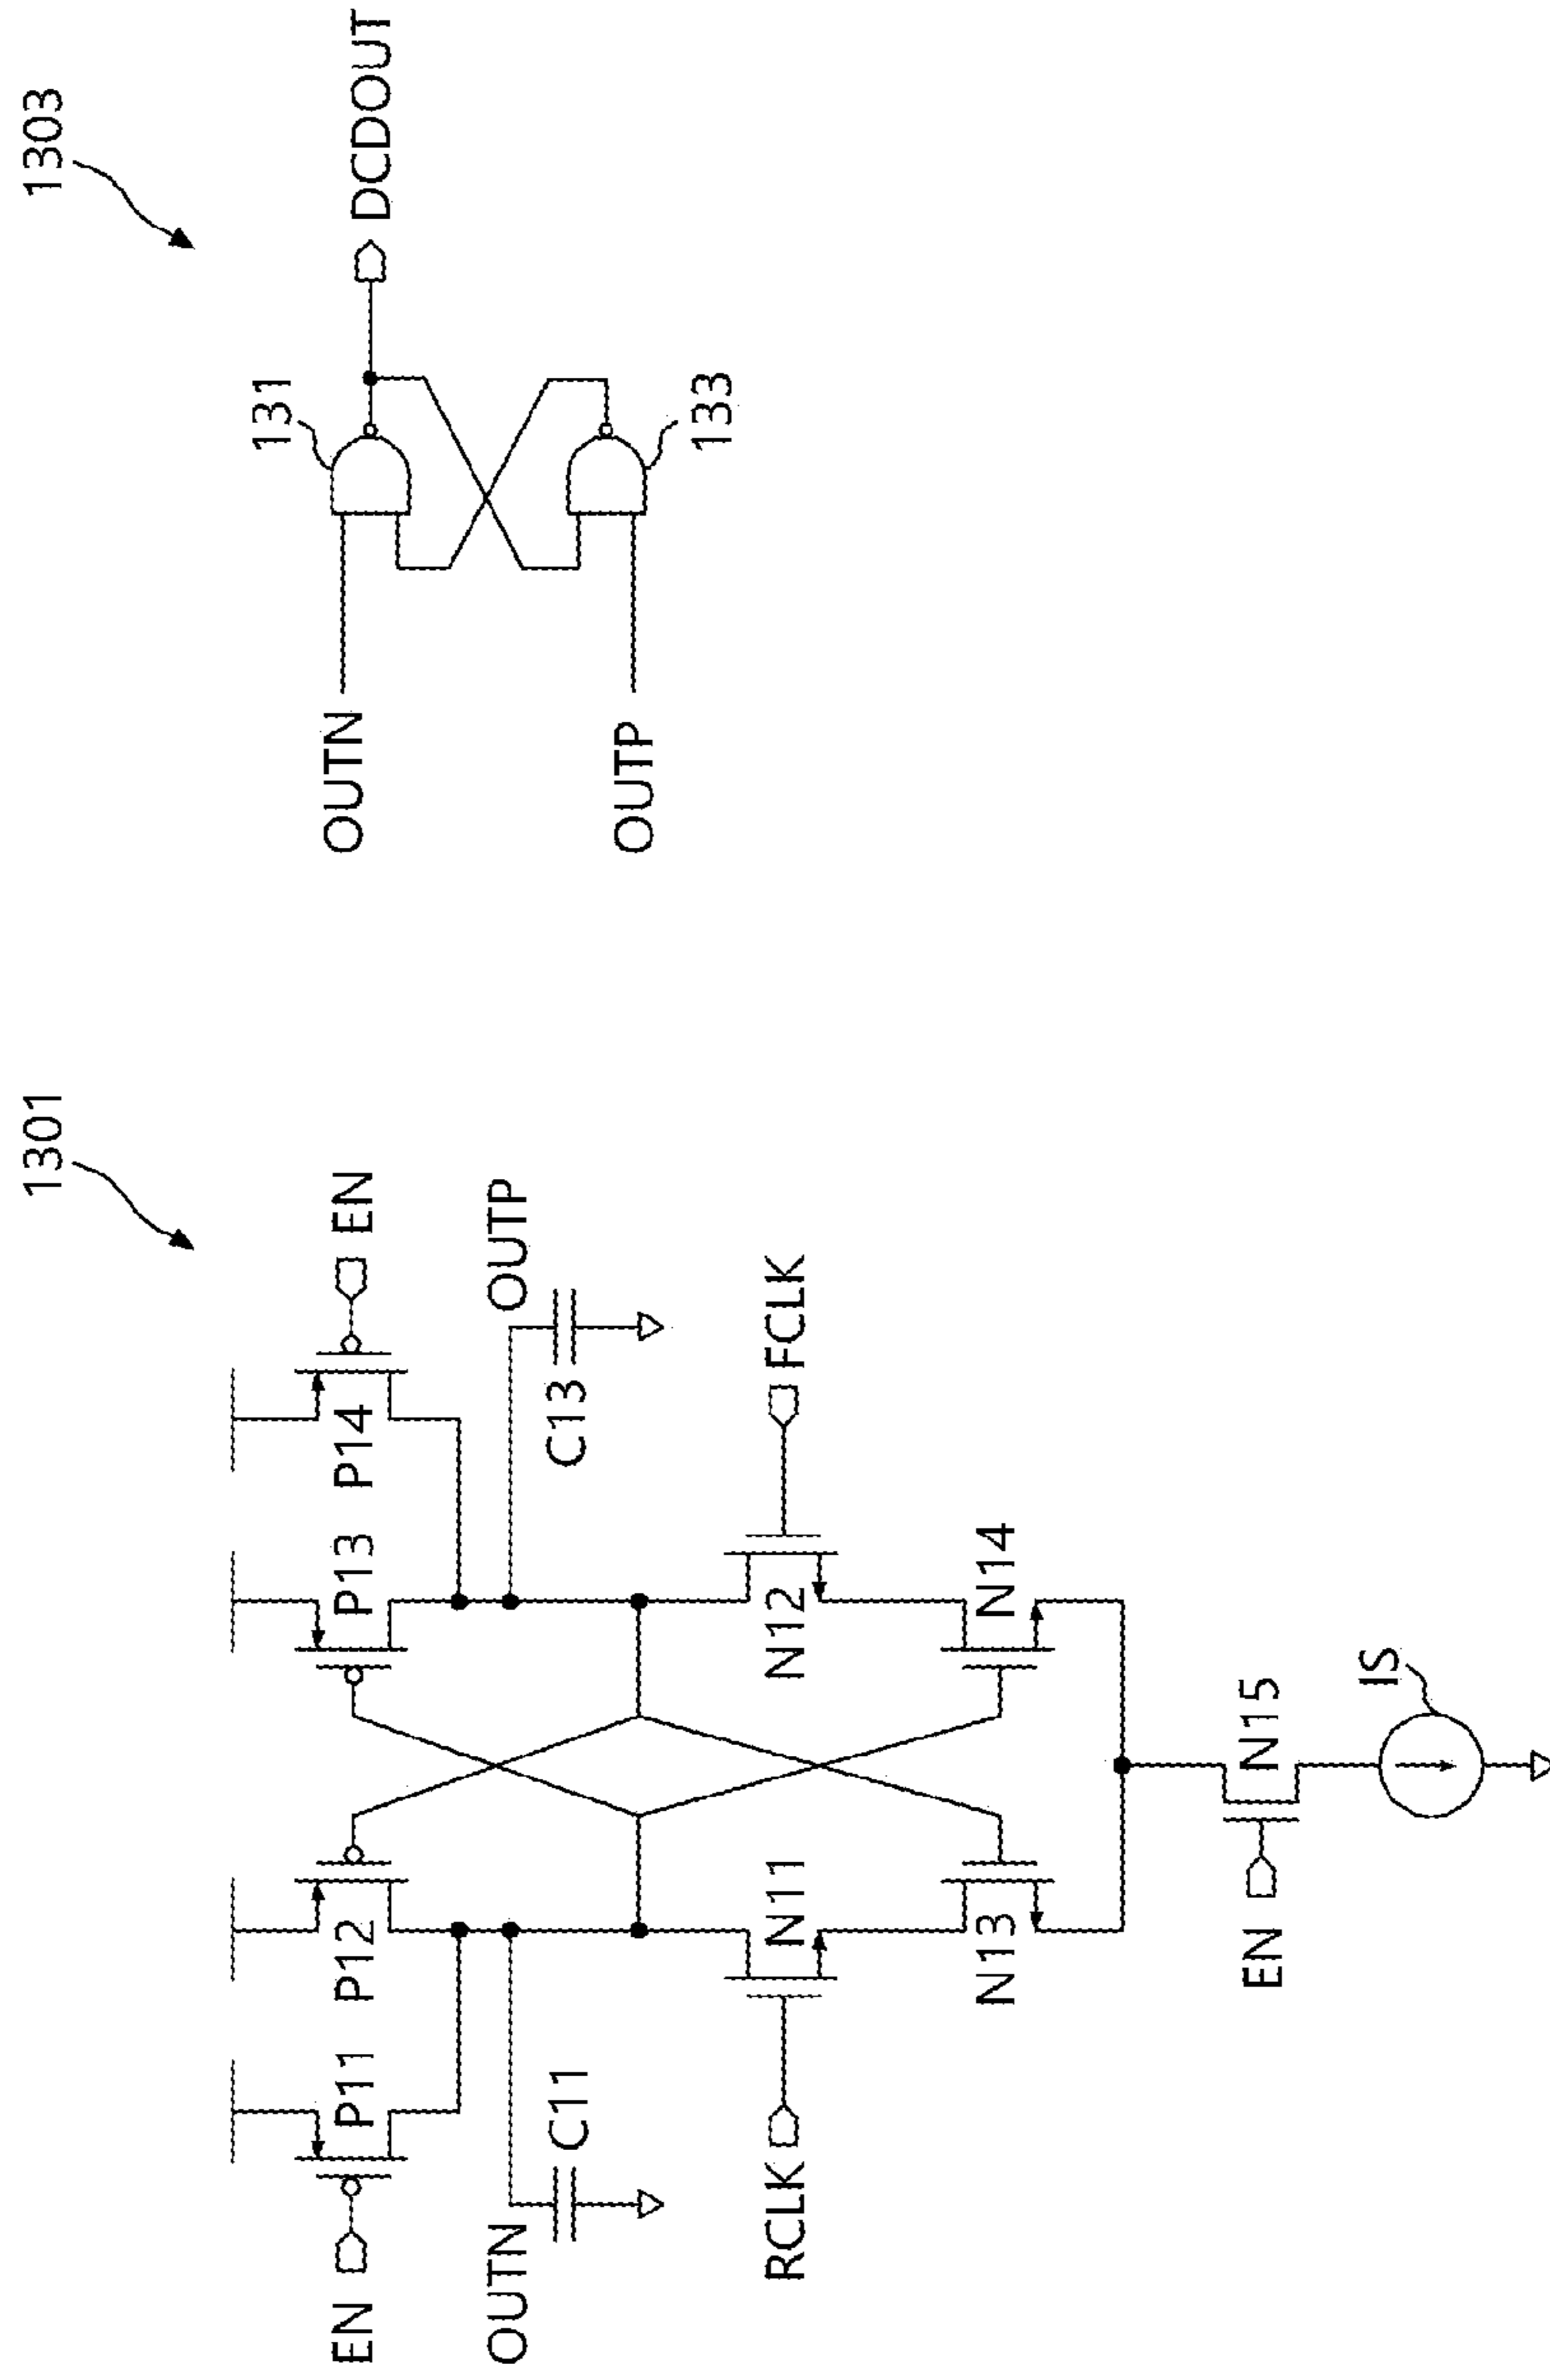 1301
EN
P11
P12
P13
P14
EN
OUTN
C11
C13
OUTP
RCLK
N11
N12
FCLK
N13
N14
EN
N15
IS
1303
OUTN
131
DCDOUT
OUTP
133